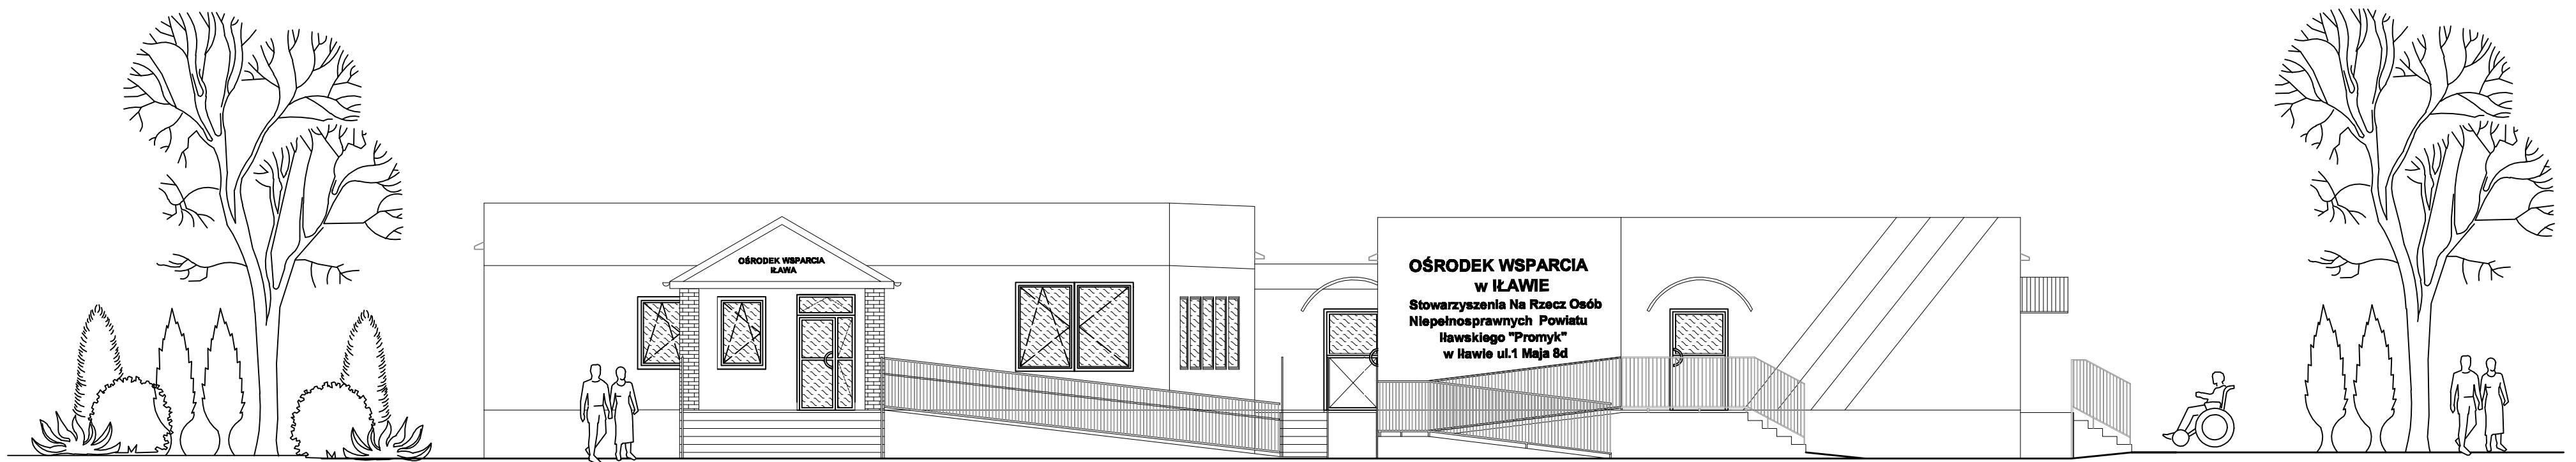 OŚRODEK WSPARCIA
IŁAWA
OŚRODEK WSPARCIA
w IŁAWIE
Stowarzyszenia Na Rzecz Osób
Niepełnosprawnych Powiatu
Iławskiego "Promyk"
w Iławie ul.1 Maja 8d